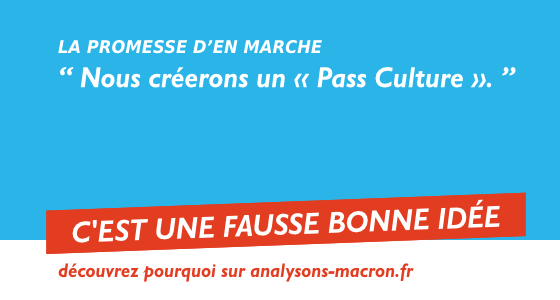 LA PROMESSE D’EN MARCHE
“ Nous créerons un « Pass Culture ». ”
C'EST UNE FAUSSE BONNE IDÉE
découvrez pourquoi sur analysons-macron.fr